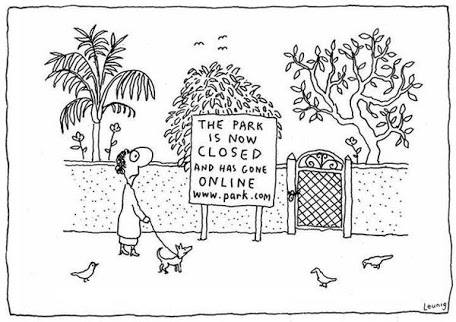 THE PARK
IS NOW
CLOSED
AND HAS GONE
ONLINE
www.park.com
Leunig